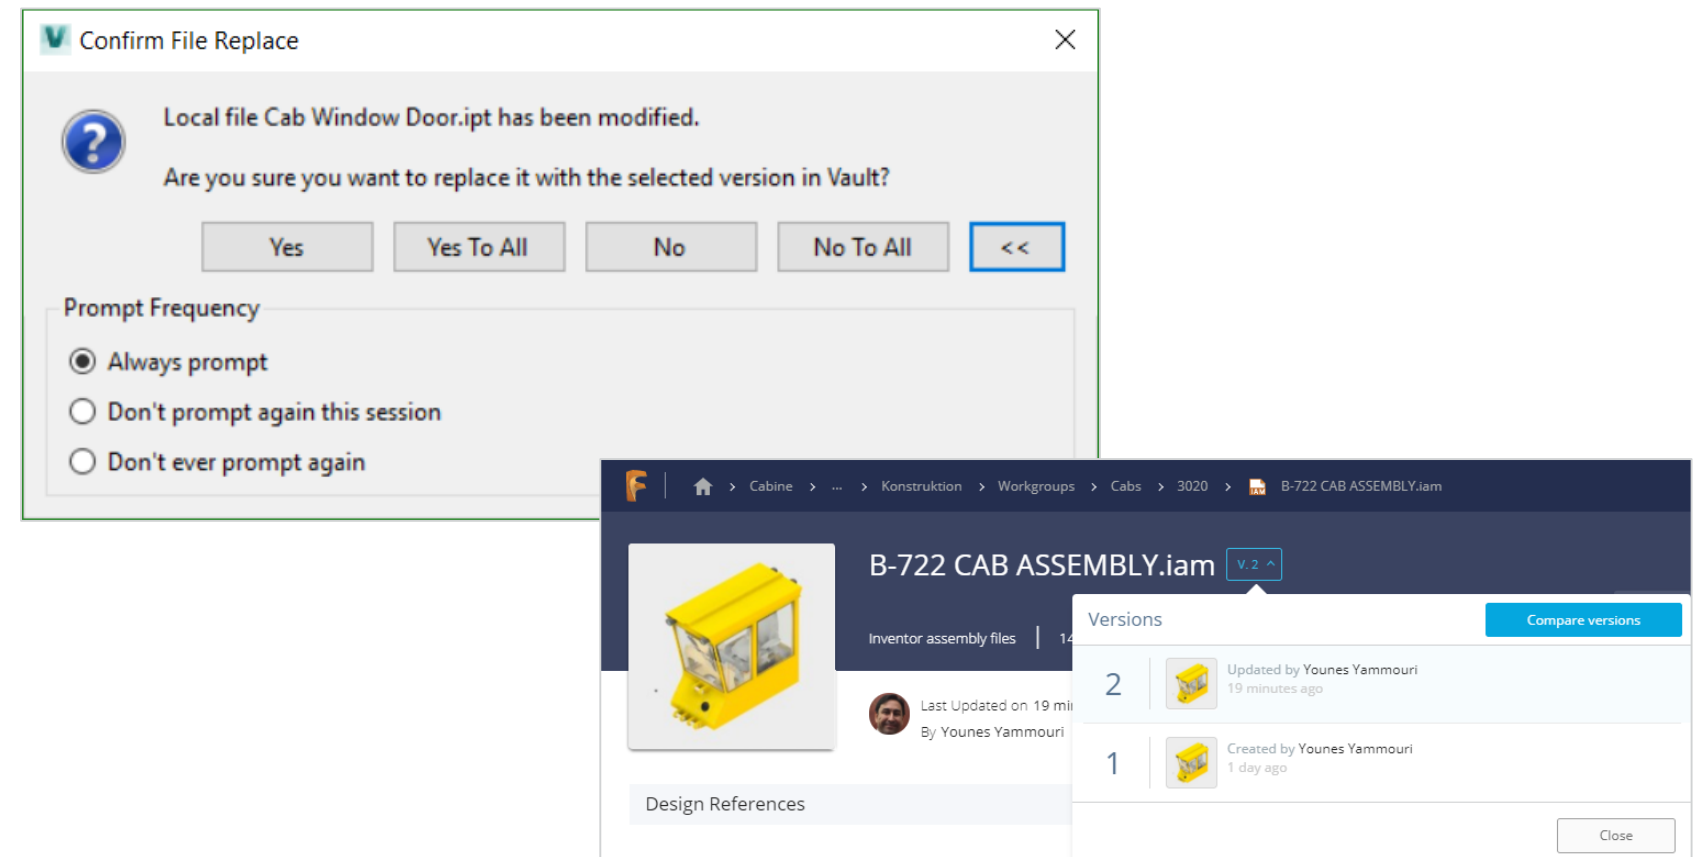 Confirm File Replace
Local file Cab Window Door.ipt has been modified.
Are you sure you want to replace it with the selected version in Vault?
Yes
Yes To All
No
No To All
<<
Prompt Frequency
Always prompt
Don't prompt again this session
Don't ever prompt again
Cabine > ... > Konstruktion > Workgroups > Cabs > 3020 > B-722 CAB ASSEMBLY.iam
B-722 CAB ASSEMBLY.iam V. 2
Inventor assembly files | 14
Last Updated on 19 min
By Younes Yammouri
Design References
Versions
Compare versions
2
Updated by Younes Yammouri
19 minutes ago
1
Created by Younes Yammouri
1 day ago
Close